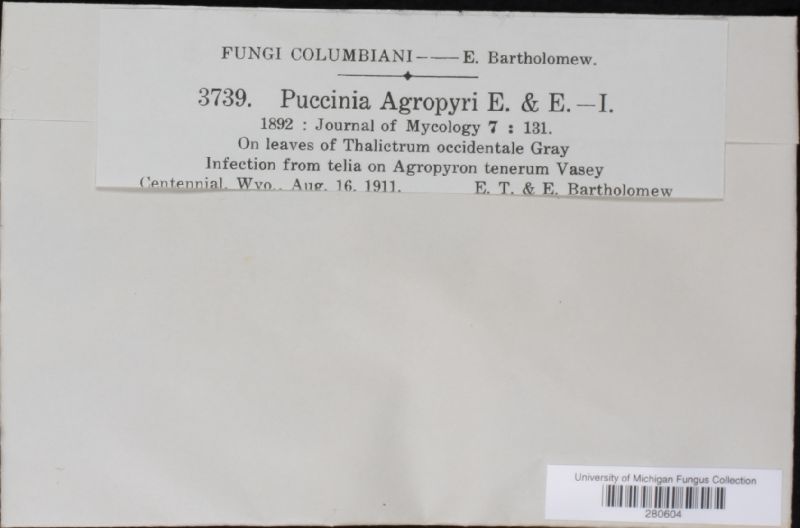 FUNGI COLUMBIANI——E. Bartholomew.
3739. Puccinia Agropyri E. & E.—I.
1892 : Journal of Mycology 7 : 131.
On leaves of Thalictrum occidentale Gray
Infection from telia on Agropyron tenerum Vasey
Centennial, Wyo., Aug. 16, 1911. E. T. & E. Bartholomew
University of Michigan Fungus Collection
280604